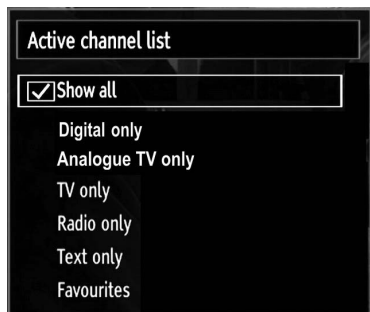 Active channel list
Show all
Digital only
Analogue TV only
TV only
Radio only
Text only
Favourites